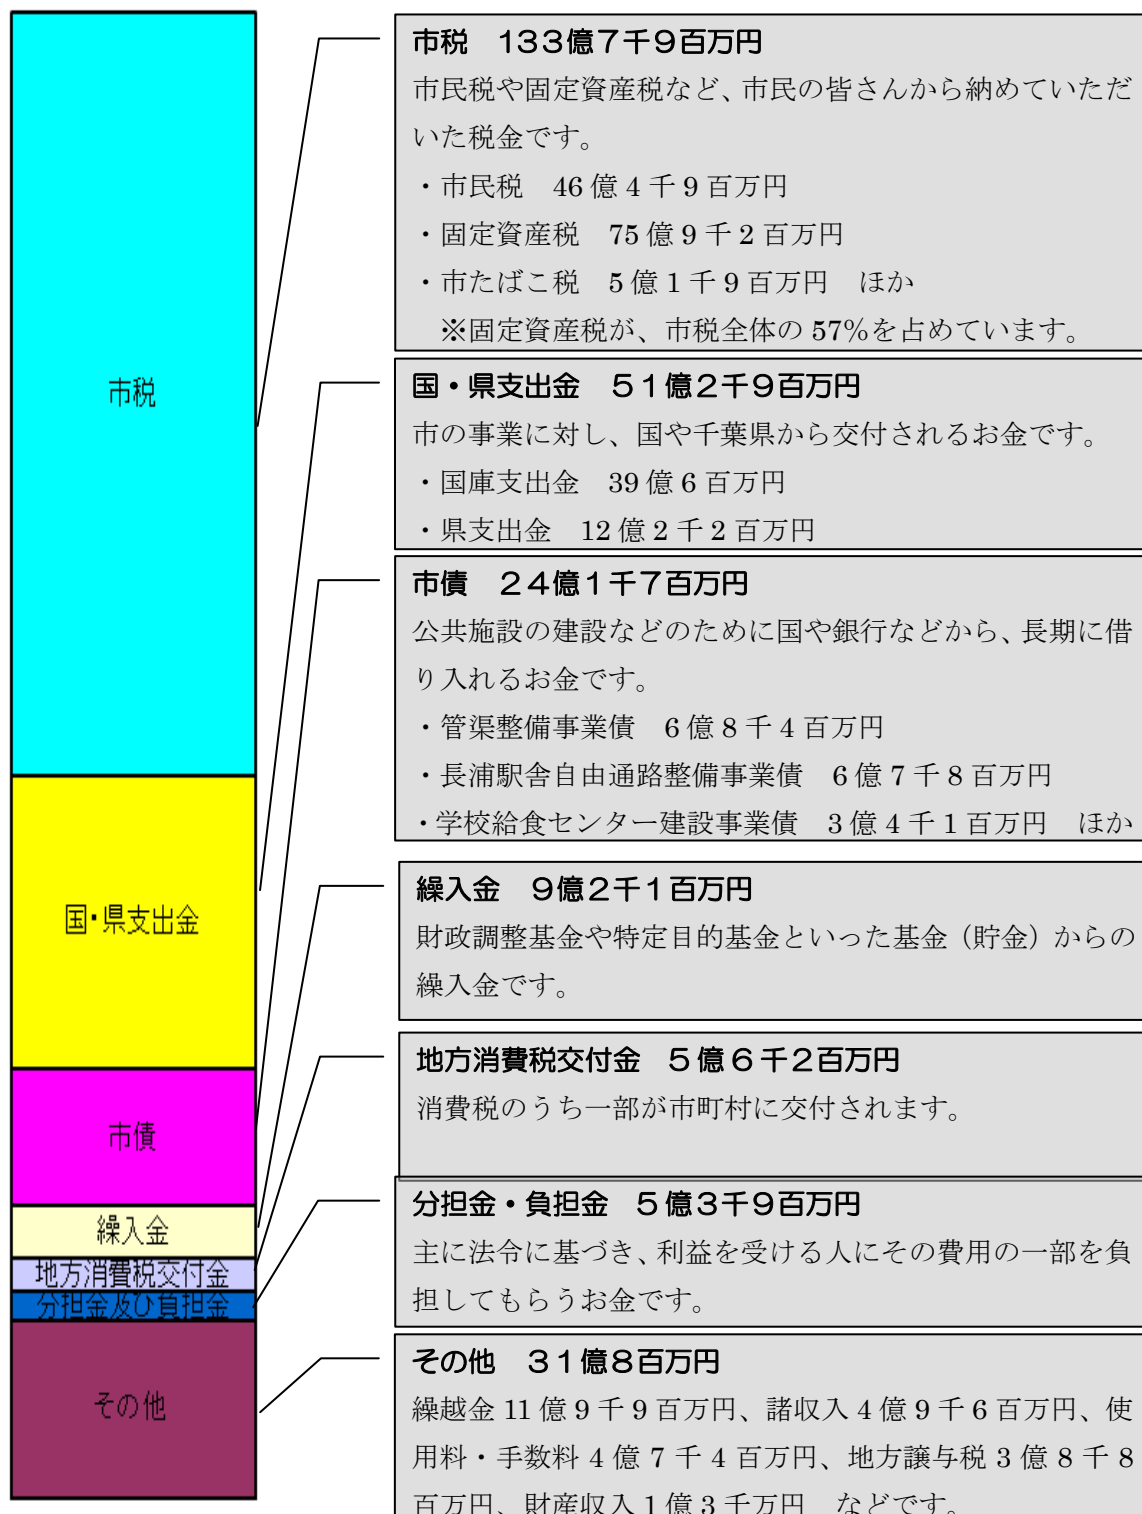 市税　133億7千9百万円
市民税や固定資産税など、市民の皆さんから納めていただ
いた税金です。
・市民税　46億4千9百万円
・固定資産税　75億9千2百万円
・市たばこ税　5億1千9百万円　ほか
※固定資産税が、市税全体の57%を占めています。
市税
国・県支出金　51億2千9百万円
市の事業に対し、国や千葉県から交付されるお金です。
・国庫支出金　39億6百万円
・県支出金　12億2千2百万円
市債　24億1千7百万円
公共施設の建設などのために国や銀行などから、長期に借
り入れるお金です。
・管渠整備事業債　6億8千4百万円
・長浦駅舎自由通路整備事業債　6億7千8百万円
・学校給食センター建設事業債　3億4千1百万円　ほか
国・県支出金
繰入金　9億2千1百万円
財政調整基金や特定目的基金といった基金（貯金）からの
繰入金です。
地方消費税交付金　5億6千2百万円
消費税のうち一部が市町村に交付されます。
市債
分担金・負担金　5億3千9百万円
主に法令に基づき、利益を受ける人にその費用の一部を負
担してもらうお金です。
繰入金
地方消費税交付金
分担金及び負担金
その他　31億8百万円
繰越金11億9千9百万円、諸収入4億9千6百万円、使
用料・手数料4億7千4百万円、地方譲与税3億8千8
百万円、財産収入1億3千万円　などです。
その他